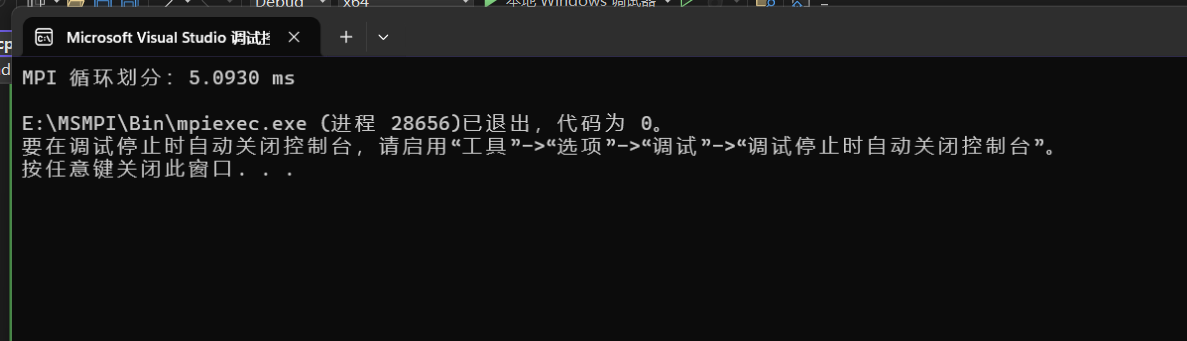 Debug x64 本地 Windows 调试器
Microsoft Visual Studio 调试控
MPI 循环划分: 5.0930 ms
E:\MSMPI\Bin\mpiexec.exe (进程 28656)已退出，代码为 0。
要在调试停止时自动关闭控制台，请启用“工具”->“选项”->“调试”->“调试停止时自动关闭控制台”。
按任意键关闭此窗口. . .